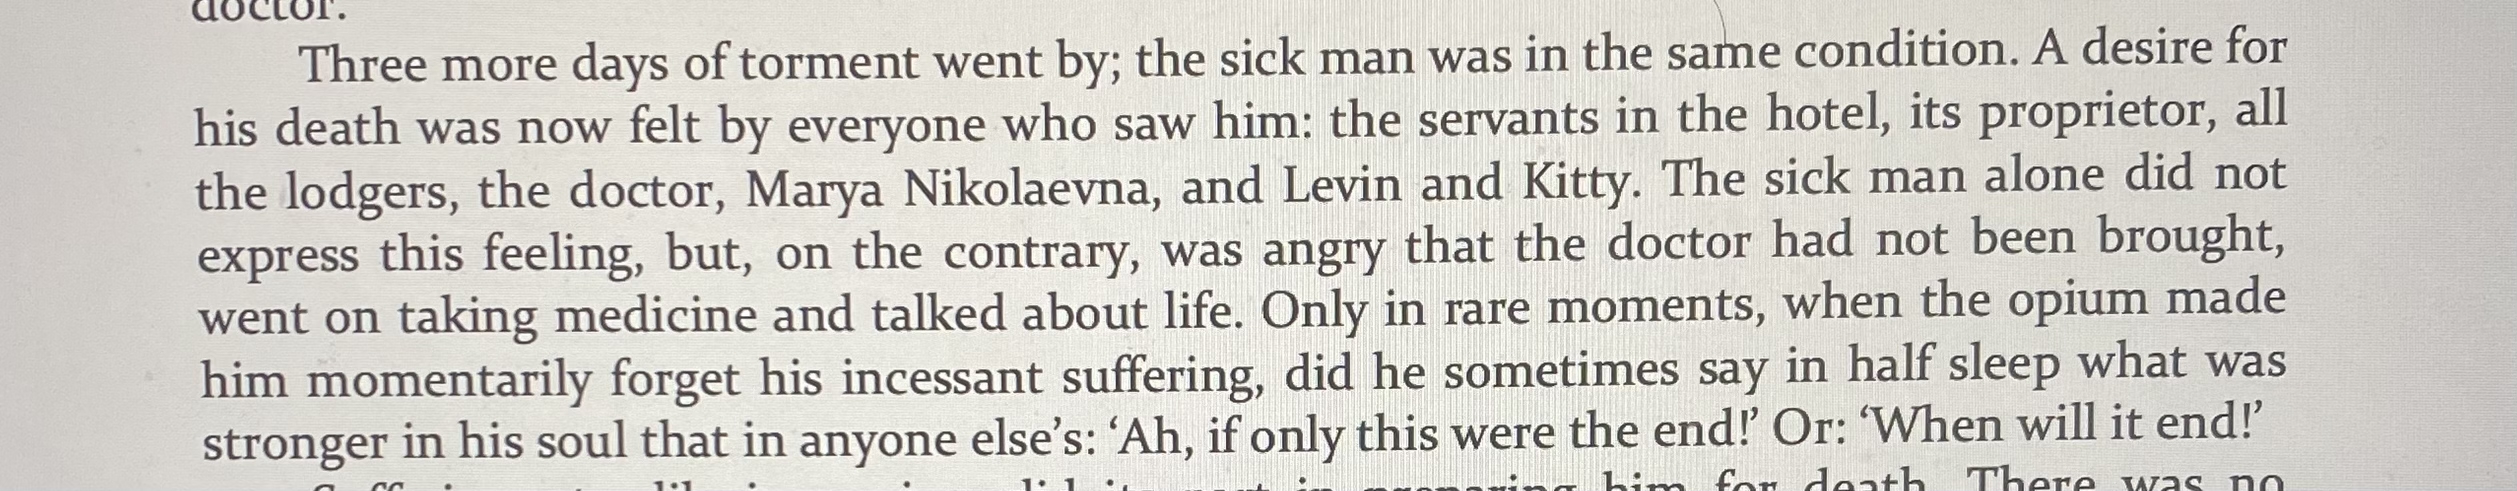 doctor.
Three more days of torment went by; the sick man was in the same condition. A desire for
his death was now felt by everyone who saw him: the servants in the hotel, its proprietor, all
the lodgers, the doctor, Marya Nikolaevna, and Levin and Kitty. The sick man alone did not
express this feeling, but, on the contrary, was angry that the doctor had not been brought,
went on taking medicine and talked about life. Only in rare moments, when the opium made
him momentarily forget his incessant suffering, did he sometimes say in half sleep what was
stronger in his soul that in anyone else’s: ‘Ah, if only this were the end!’ Or: ‘When will it end!’
him for death. There was no